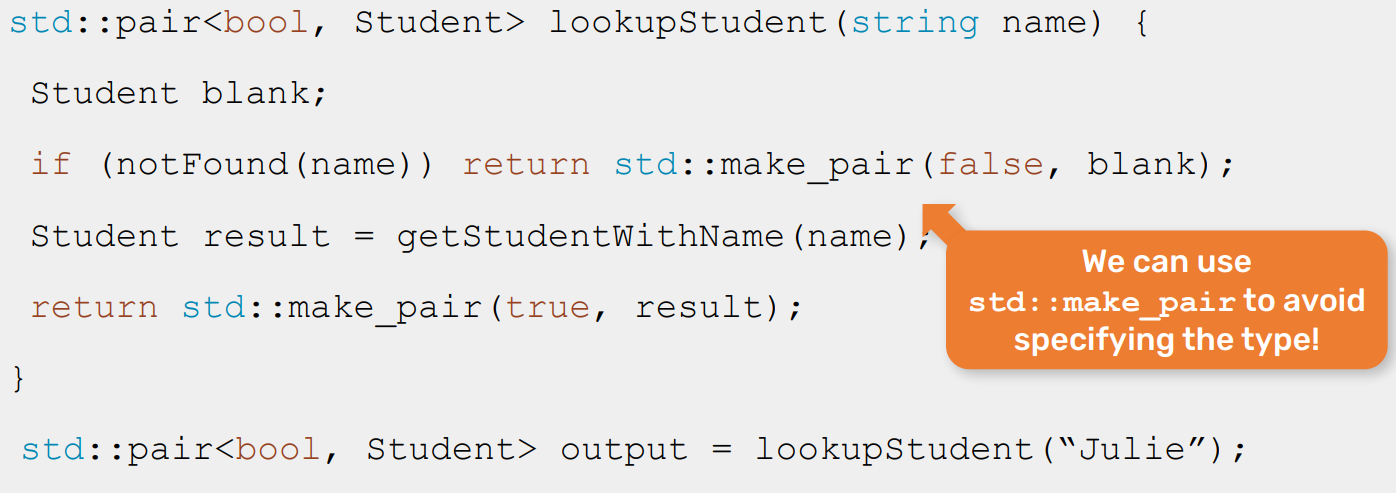 std::pair<bool, Student> lookupStudent(string name) {
Student blank;
if (notFound(name)) return std::make_pair(false, blank);
Student result = getStudentWithName(name);
return std::make_pair(true, result);
}
std::pair<bool, Student> output = lookupStudent(“Julie”);
We can use
std::make_pair to avoid
specifying the type!